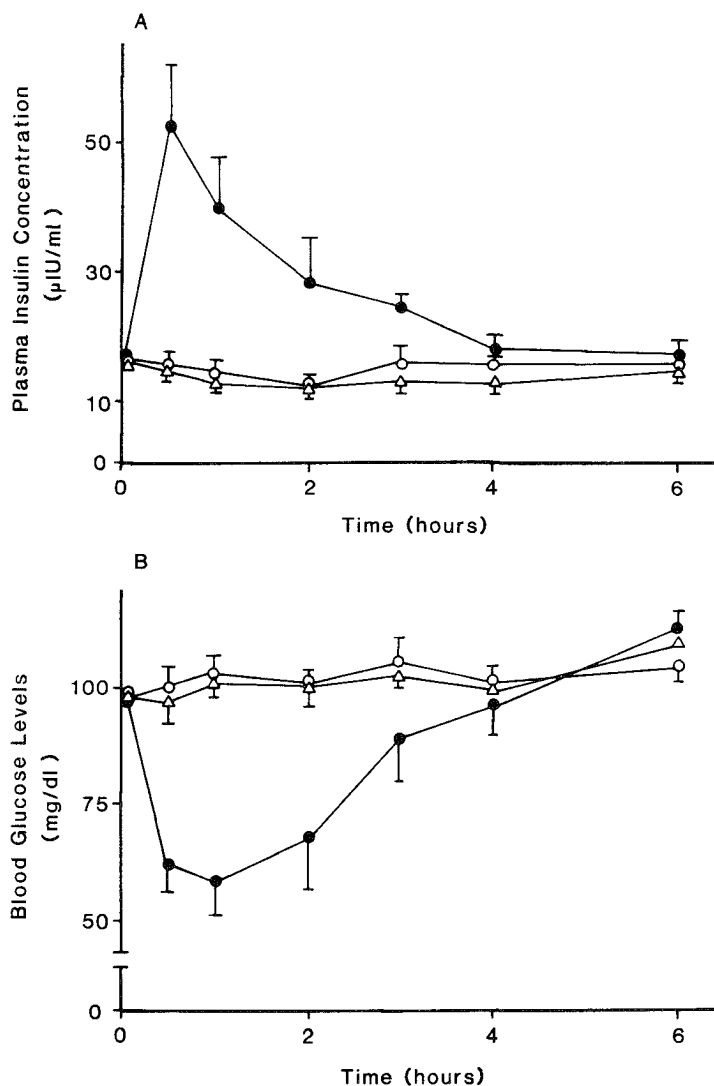 A
Plasma Insulin Concentration
(µIU/ml)
50
30
10
0
0
2
4
6
Time (hours)
B
Blood Glucose Levels
(mg/dl)
100
75
50
0
0
2
4
6
Time (hours)